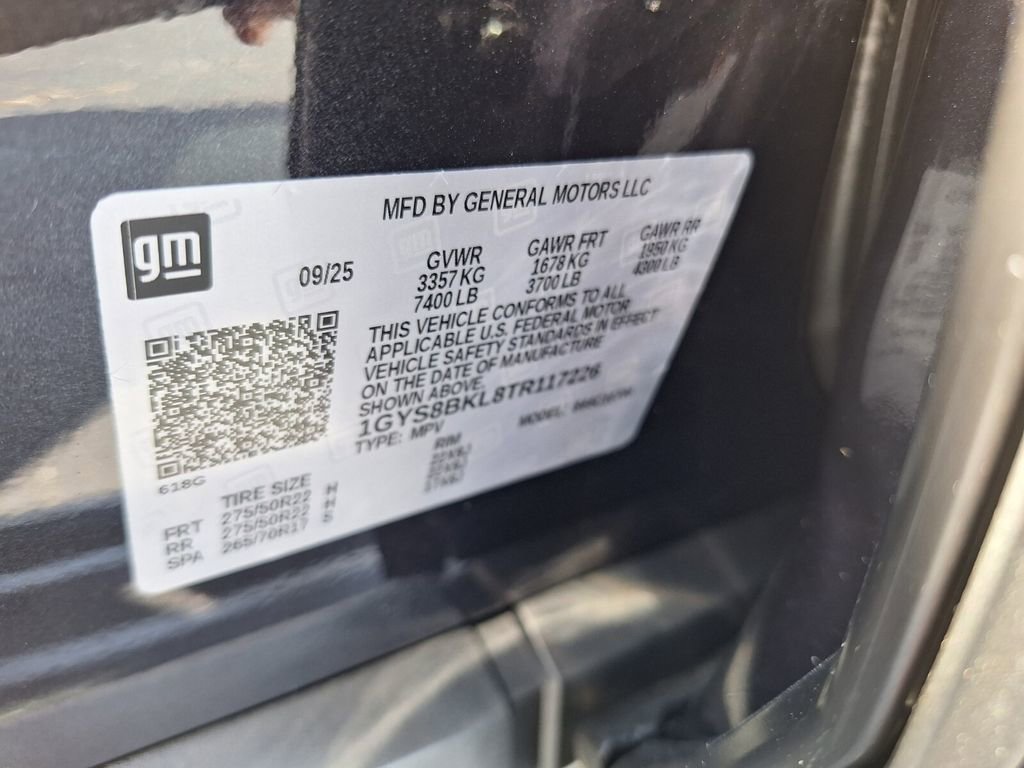 MFD BY GENERAL MOTORS LLC
gm
09/25
GVWR GAWR FRT GAWR RR
3357 KG 1678 KG 1950 KG
7400 LB 3700 LB 4300 LB
THIS VEHICLE CONFORMS TO ALL
APPLICABLE U.S. FEDERAL MOTOR
VEHICLE SAFETY STANDARDS IN EFFECT
ON THE DATE OF MANUFACTURE
SHOWN ABOVE.
1GYS8BKL8TR117226
TYPE: MPV MODEL:
618G
TIRE SIZE RIM
FRT 275/50R22 H
RR 275/50R22 H
SPA 265/70R17 S